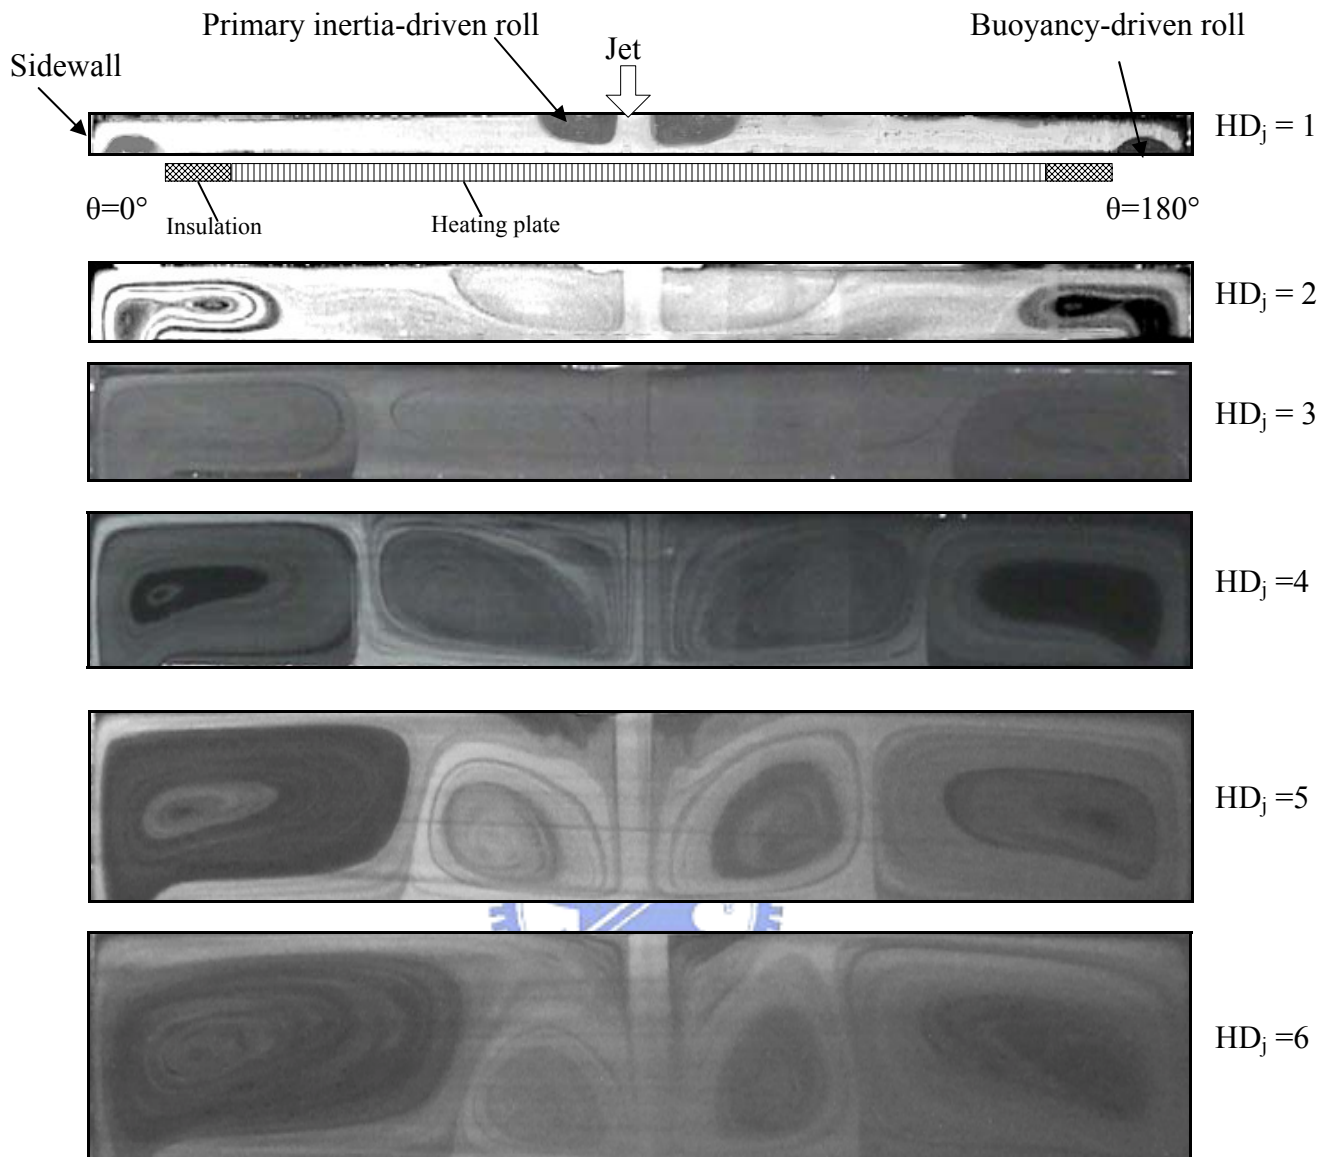 Primary inertia-driven roll
Buoyancy-driven roll
Jet
Sidewall
HDj = 1
θ=0°
θ=180°
Insulation
Heating plate
HDj = 2
HDj = 3
HDj =4
HDj =5
HDj =6